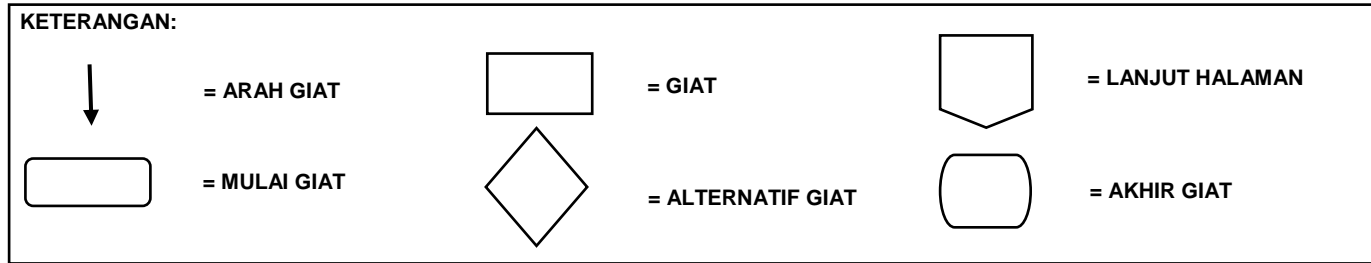 KETERANGAN:
= ARAH GIAT
= GIAT
= LANJUT HALAMAN
= MULAI GIAT
= ALTERNATIF GIAT
= AKHIR GIAT